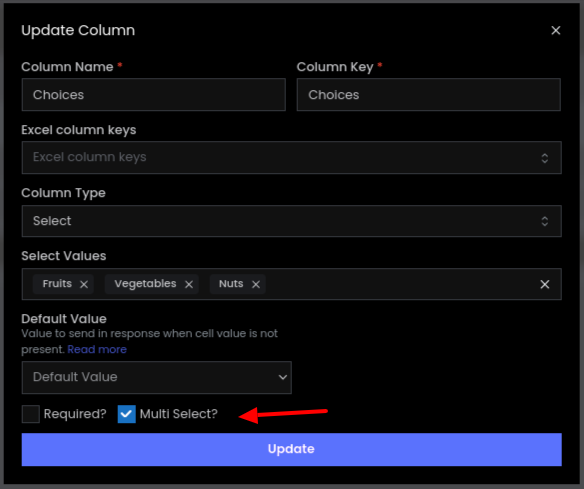 Update Column
Column Name * Column Key *
Choices Choices
Excel column keys
Excel column keys
Column Type
Select
Select Values
Fruits Vegetables Nuts
Default Value
Value to send in response when cell value is not
present. Read more
Default Value
Required? Multi Select?
Update